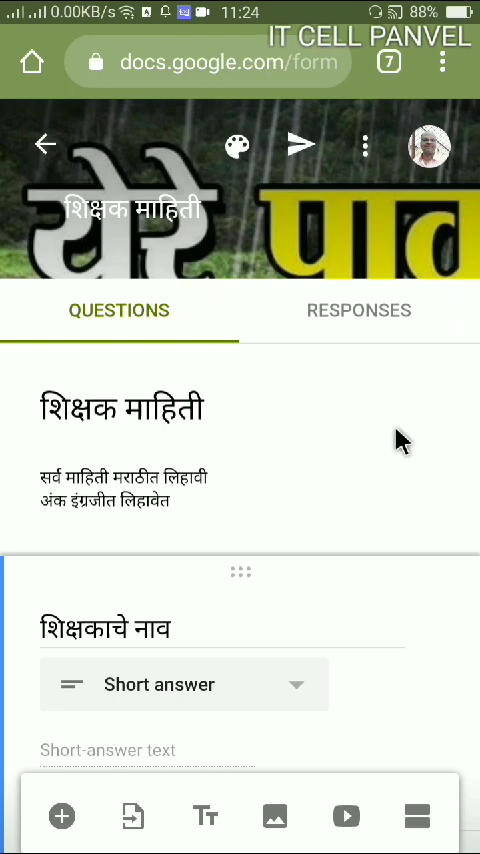 0.00KB/s 11:24 88%
IT CELL PANVEL
docs.google.com/form 7
शिक्षक माहिती
येरे पाव
QUESTIONS RESPONSES
शिक्षक माहिती
सर्व माहिती मराठीत लिहावी
अंक इंग्रजीत लिहावेत
शिक्षकाचे नाव
Short answer
Short-answer text
Tт